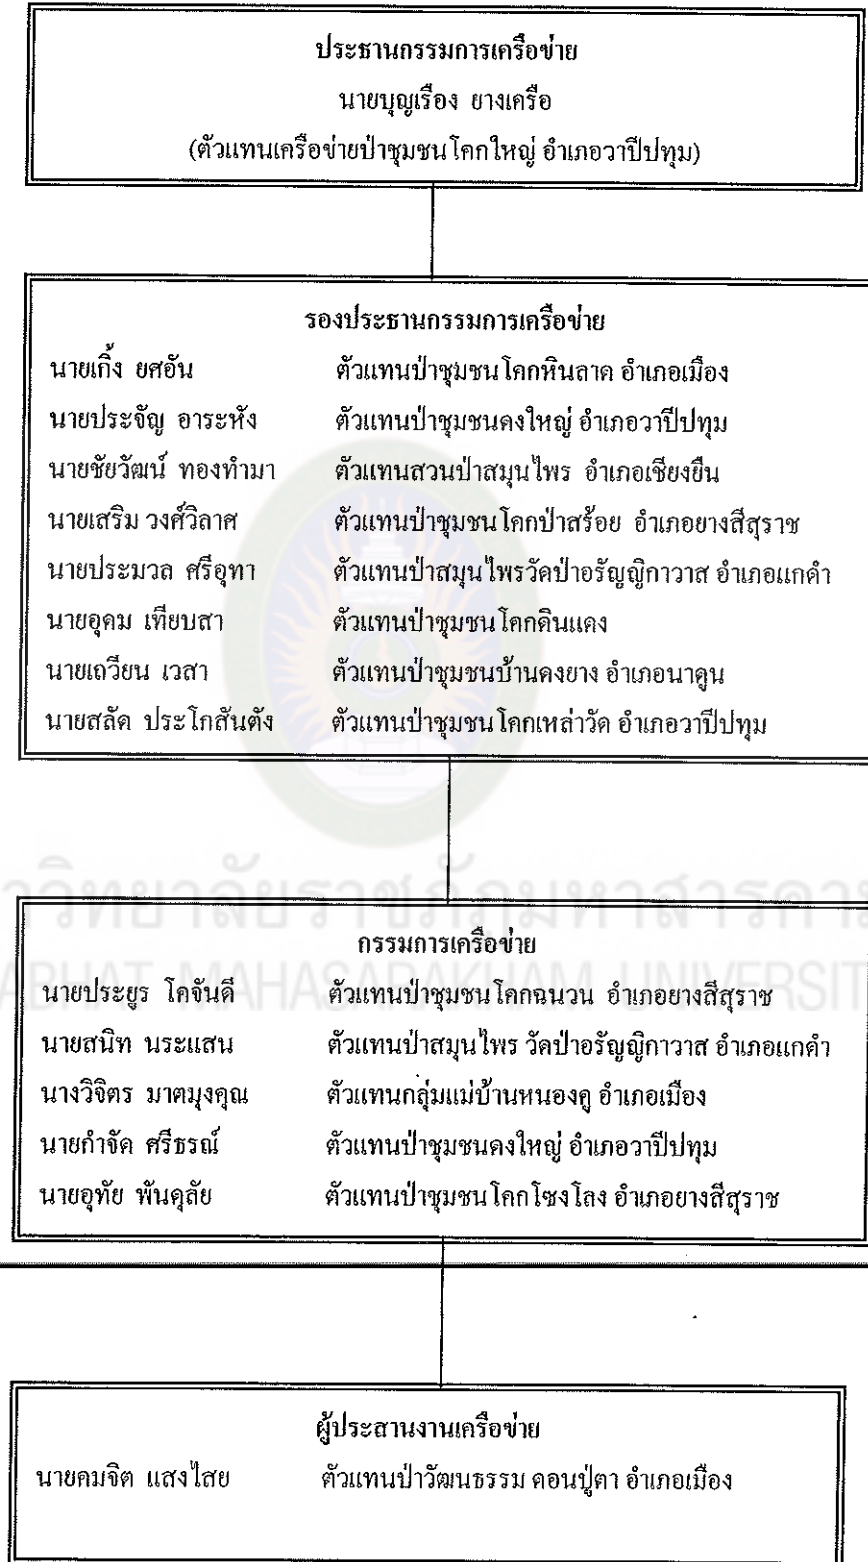 ประธานกรรมการเครือข่าย
นายบุญเรือง ยางเครือ
(ตัวแทนเครือข่ายป่าชุมชนโคกใหญ่ อำเภอวาปีปทุม)
รองประธานกรรมการเครือข่าย
นายเกิ้ง ยศอัน ตัวแทนป่าชุมชนโคกหินลาด อำเภอเมือง
นายประจัญ อาระหัง ตัวแทนป่าชุมชนดงใหญ่ อำเภอวาปีปทุม
นายชัยวัฒน์ ทองทำมา ตัวแทนสวนป่าสมุนไพร อำเภอเชียงยืน
นายเสริม วงศ์วิลาศ ตัวแทนป่าชุมชนโคกป่าสร้อย อำเภอยางสีสุราช
นายประมวล ศรีอุทา ตัวแทนป่าสมุนไพรวัดป่าอรัญญิกาวาส อำเภอแกดำ
นายอุดม เทียบสา ตัวแทนป่าชุมชนโคกดินแดง
นายเถวียน เวสา ตัวแทนป่าชุมชนบ้านดงยาง อำเภอนาดูน
นายสลัด ประโกสันตัง ตัวแทนป่าชุมชนโคกเหล่าวัด อำเภอวาปีปทุม
าวิทยาลัยราชภัฏมหาสารคาม
ABHAT MAHASARAKHAM UNIVERSIT
กรรมการเครือข่าย
นายประยูร โคจันดี ตัวแทนป่าชุมชนโคกฉนวน อำเภอยางสีสุราช
นายสนิท นระแสน ตัวแทนป่าสมุนไพร วัดป่าอรัญญิกาวาส อำเภอแกดำ
นางวิจิตร มาตมุงคุณ ตัวแทนกลุ่มแม่บ้านหนองคู อำเภอเมือง
นายกำจัด ศรีธรณ์ ตัวแทนป่าชุมชนดงใหญ่ อำเภอวาปีปทุม
นายอุทัย พันดุลัย ตัวแทนป่าชุมชนโคกโซงโลง อำเภอยางสีสุราช
ผู้ประสานงานเครือข่าย
นายคมจิต แสงไสย ตัวแทนป่าวัฒนธรรม ดอนปู่ตา อำเภอเมือง